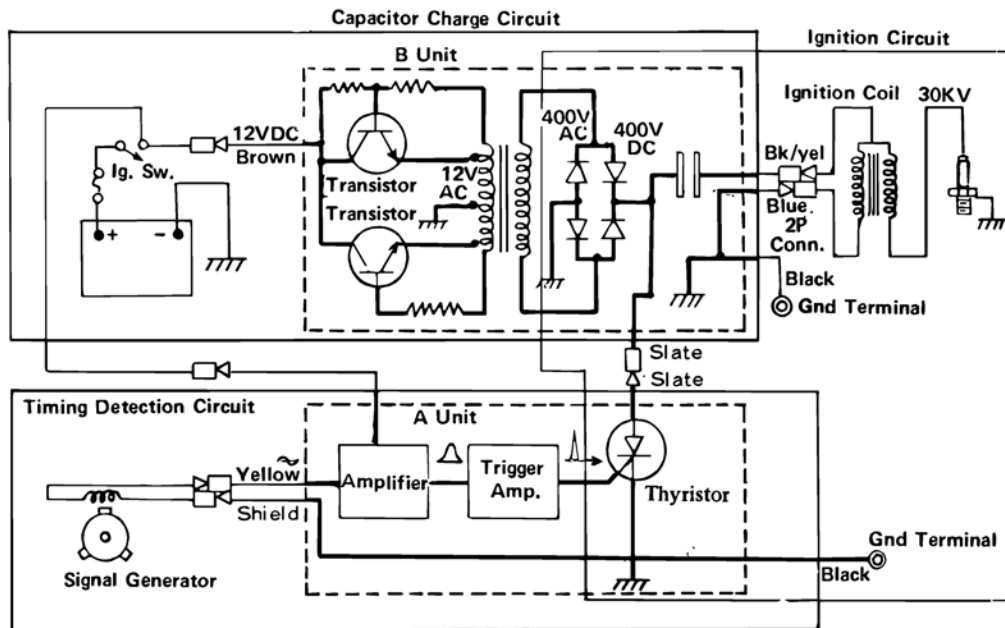 Capacitor Charge Circuit
Ignition Circuit
B Unit
Ignition Coil
30KV
12VDC
Brown
Ig. Sw.
+
-
Transistor
Transistor
12V
AC
400V
AC
400V
DC
Bk/yel
Blue
2P
Conn.
Black
Gnd Terminal
Slate
Slate
Timing Detection Circuit
A Unit
Yellow
~
Shield
Amplifier
Trigger
Amp.
Thyristor
Signal Generator
Gnd Terminal
Black